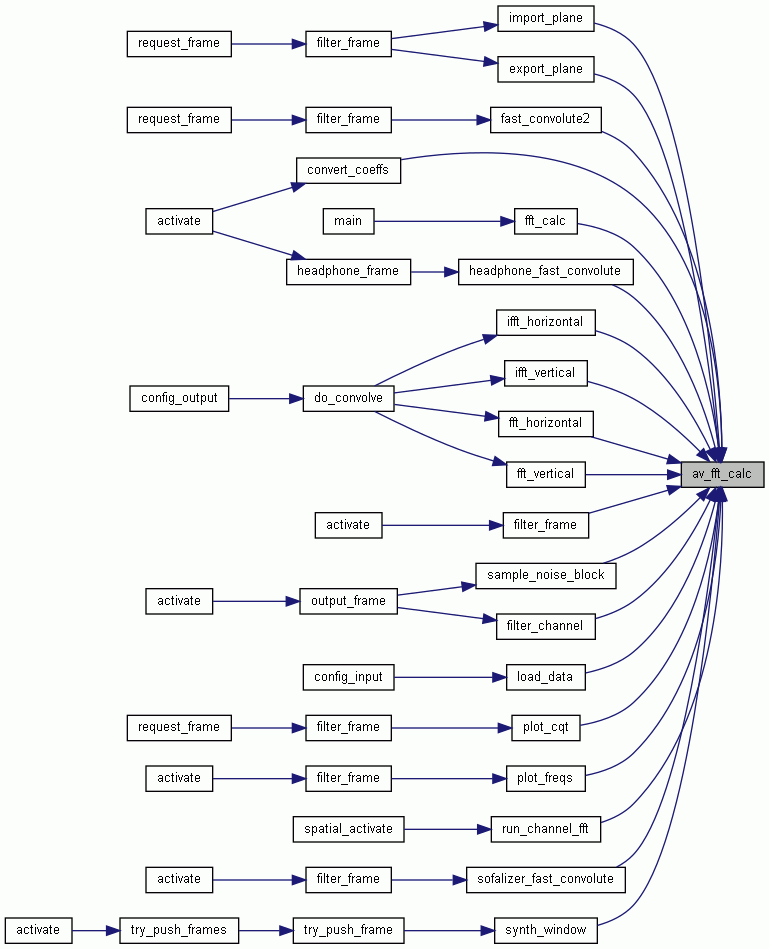 import_plane
request_frame
filter_frame
export_plane
request_frame
filter_frame
fast_convolute2
convert_coeffs
activate
main
fft_calc
headphone_frame
headphone_fast_convolute
ifft_horizontal
ifft_vertical
config_output
do_convolve
fft_horizontal
fft_vertical
av_fft_calc
activate
filter_frame
sample_noise_block
activate
output_frame
filter_channel
config_input
load_data
request_frame
filter_frame
plot_cqt
activate
filter_frame
plot_freqs
spatial_activate
run_channel_fft
activate
filter_frame
sofalizer_fast_convolute
activate
try_push_frames
try_push_frame
synth_window